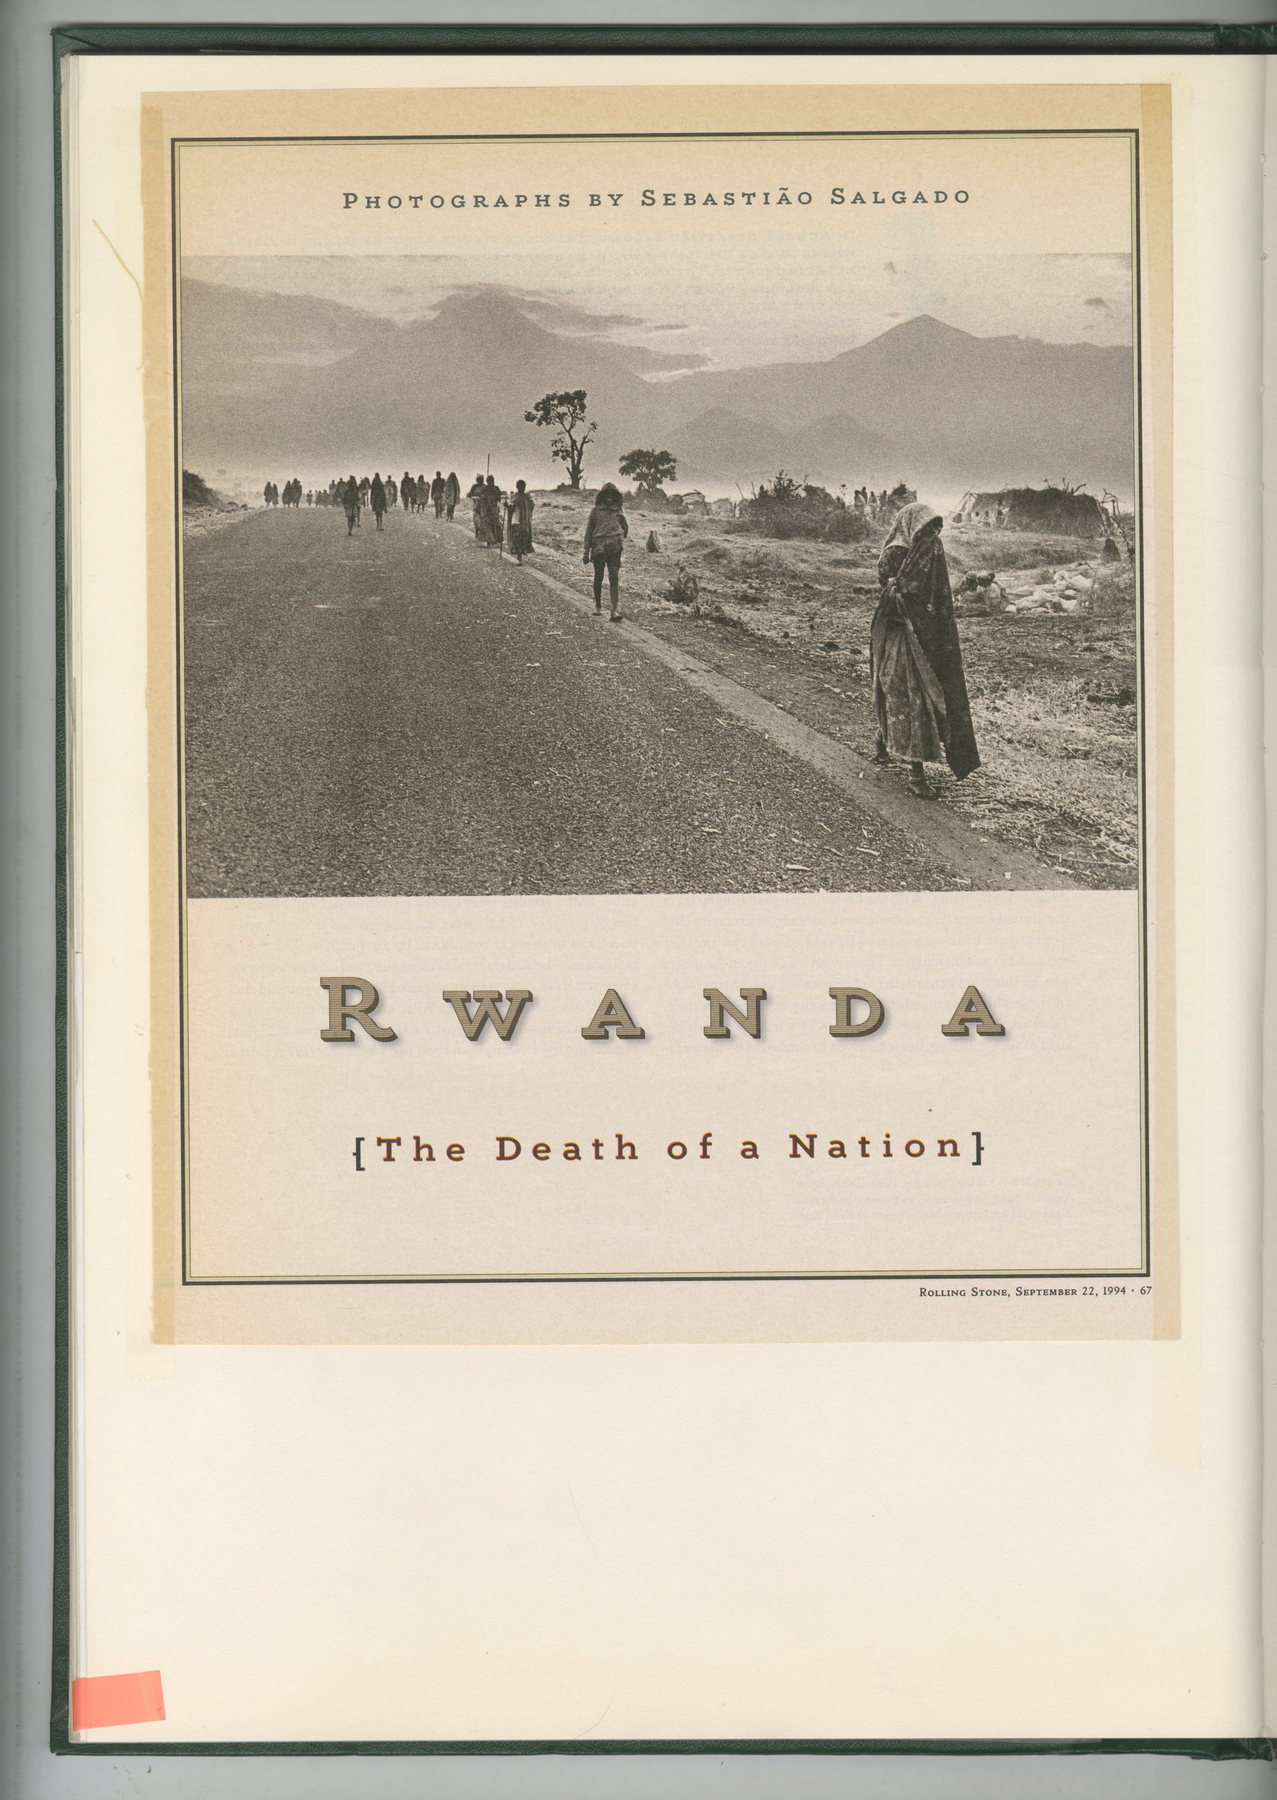 Photographs by Sebastião Salgado
Rwanda
{The Death of a Nation}
Rolling Stone, September 22, 1994 · 67